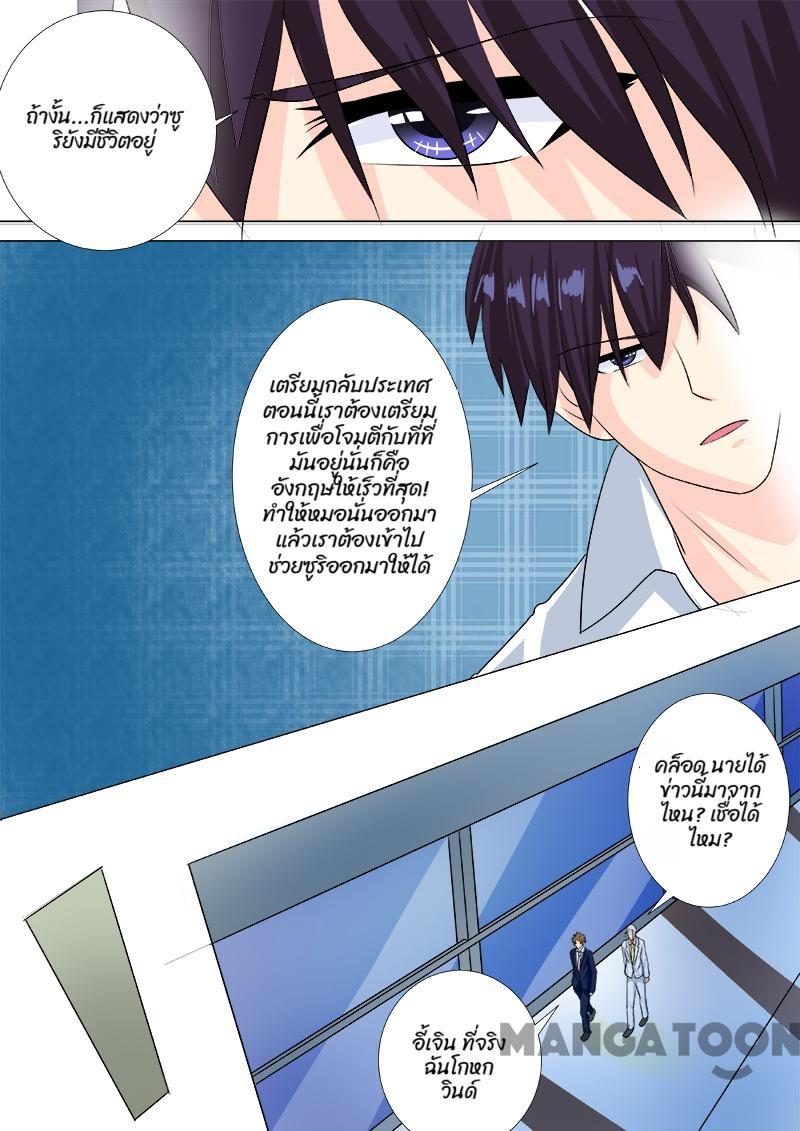 ถ้างั้น...ก็แสดงว่าซู
ริยังมีชีวิตอยู่
เตรียมกลับประเทศ
ตอนนี้เราต้องเตรียม
การเพื่อโจมตีกับที่ที่
มันอยู่นั่นก็คือ
อังกฤษให้เร็วที่สุด!
ทำให้หมอนั่นออกมา
แล้วเราต้องเข้าไป
ช่วยซูริออกมาให้ได้
คล็อด นายได้
ข่าวนี้มาจาก
ไหน? เชื่อได้
ไหม?
อี้เจิน ที่จริง
ฉันโกหก
วินด์
MANGATOON